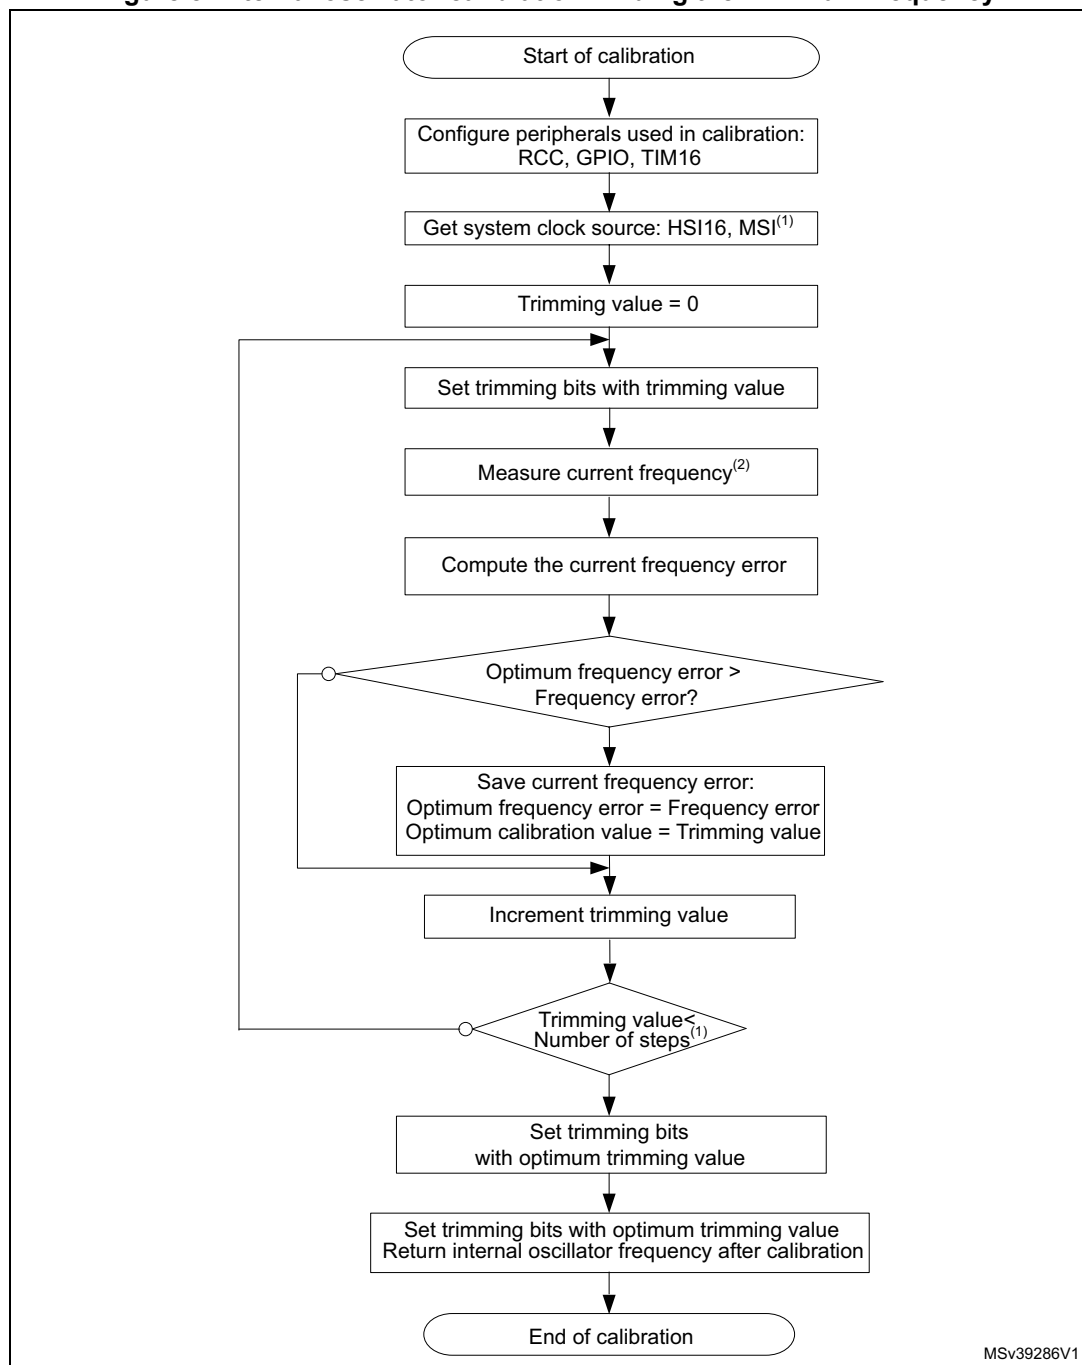 Start of calibration
Configure peripherals used in calibration:
RCC, GPIO, TIM16
Get system clock source: HSI16, MSI(1)
Trimming value = 0
Set trimming bits with trimming value
Measure current frequency(2)
Compute the current frequency error
Optimum frequency error >
Frequency error?
Save current frequency error:
Optimum frequency error = Frequency error
Optimum calibration value = Trimming value
Increment trimming value
Trimming value<
Number of steps(1)
Set trimming bits
with optimum trimming value
Set trimming bits with optimum trimming value
Return internal oscillator frequency after calibration
End of calibration
MSv39286V1